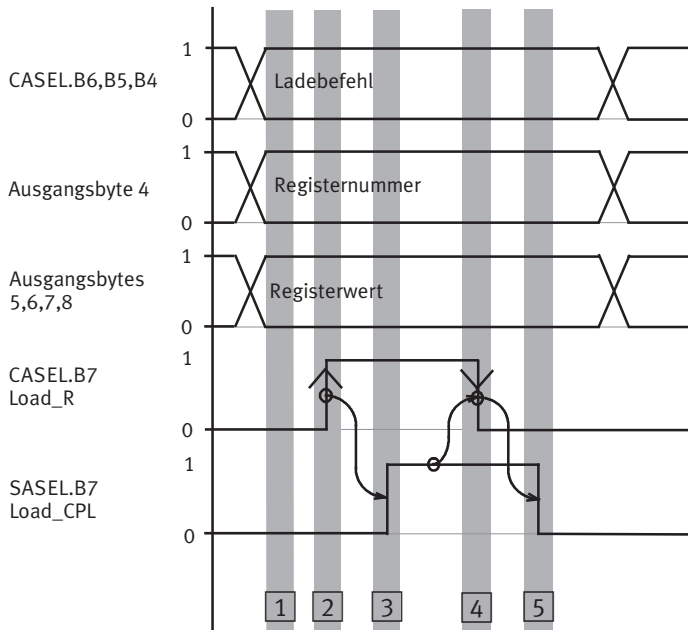 1
CASEL.B6,B5,B4
Ladebefehl
0
1
Ausgangsbyte 4
Registernummer
0
1
Ausgangsbytes
5,6,7,8
Registerwert
0
1
CASEL.B7
Load_R
0
1
SASEL.B7
Load_CPL
0
1 2 3 4 5